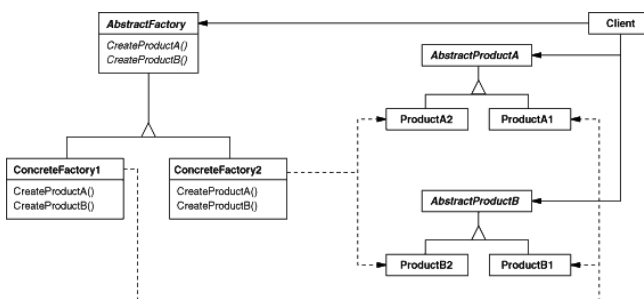 AbstractFactory
CreateProductA()
CreateProductB()
Client
AbstractProductA
ProductA2
ProductA1
ConcreteFactory1
CreateProductA()
CreateProductB()
ConcreteFactory2
CreateProductA()
CreateProductB()
AbstractProductB
ProductB2
ProductB1